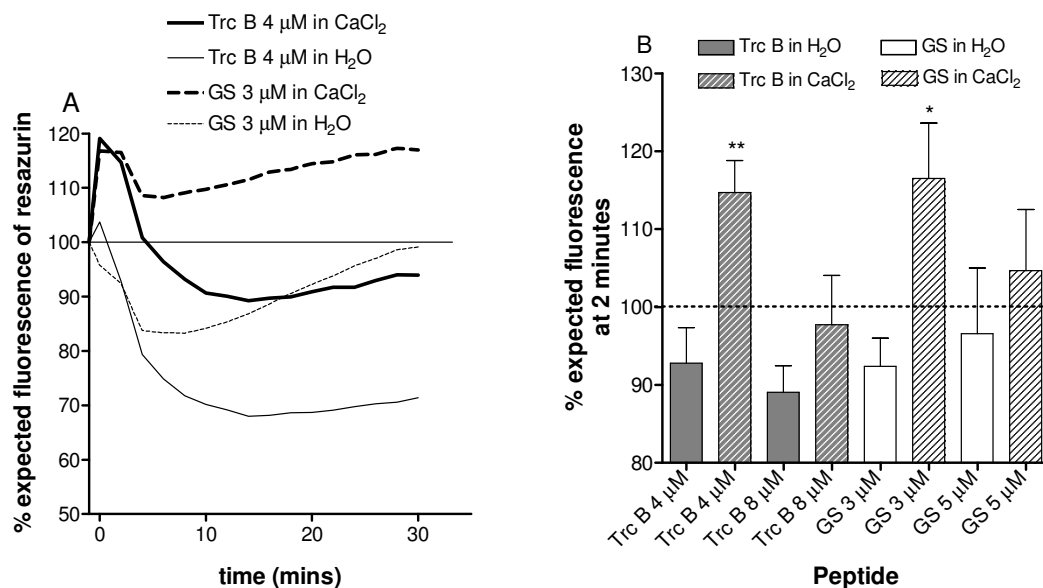 Trc B 4 μM in CaCl₂
Trc B 4 μM in H₂O
GS 3 μM in CaCl₂
GS 3 μM in H₂O
A
120
110
100
90
80
70
60
50
% expected fluorescence of resazurin
0
10
20
30
time (mins)
B
Trc B in H₂O
GS in H₂O
Trc B in CaCl₂
GS in CaCl₂
130
120
110
100
90
80
% expected fluorescence
at 2 minutes
**
*
Trc B 4 μM
Trc B 4 μM
Trc B 8 μM
Trc B 8 μM
GS 3 μM
GS 3 μM
GS 5 μM
GS 5 μM
Peptide